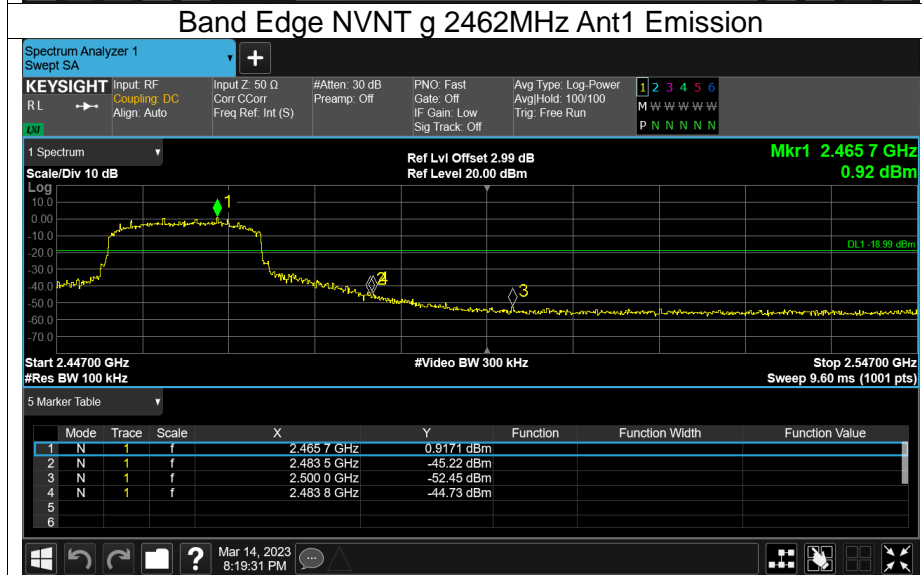 Band Edge NVNT g 2462MHz Ant1 Emission
Spectrum Analyzer 1
Swept SA
+
KEYSIGHT Input: RF Input Z: 50 Ω #Atten: 30 dB PNO: Fast Avg Type: Log-Power 1 2 3 4 5 6
R L Coupling: DC Corr CCorr Preamp: Off Gate: Off Avg|Hold: 100/100 M W W W W W
Align: Auto Freq Ref: Int (S) IF Gain: Low Trig: Free Run
LXI Sig Track: Off P N N N N N
1 Spectrum Ref Lvl Offset 2.99 dB Mkr1 2.465 7 GHz
Scale/Div 10 dB Ref Level 20.00 dBm 0.92 dBm
Log
10.0 1
0.00
-10.0
DL1 -18.99 dBm
-20.0
-30.0
-40.0 2 4
-50.0 3
-60.0
-70.0
Start 2.44700 GHz #Video BW 300 kHz Stop 2.54700 GHz
#Res BW 100 kHz Sweep 9.60 ms (1001 pts)
5 Marker Table
Mode Trace Scale X Y Function Function Width Function Value
1 N 1 f 2.465 7 GHz 0.9171 dBm
2 N 1 f 2.483 5 GHz -45.22 dBm
3 N 1 f 2.500 0 GHz -52.45 dBm
4 N 1 f 2.483 8 GHz -44.73 dBm
5
6
? Mar 14, 2023
8:19:31 PM